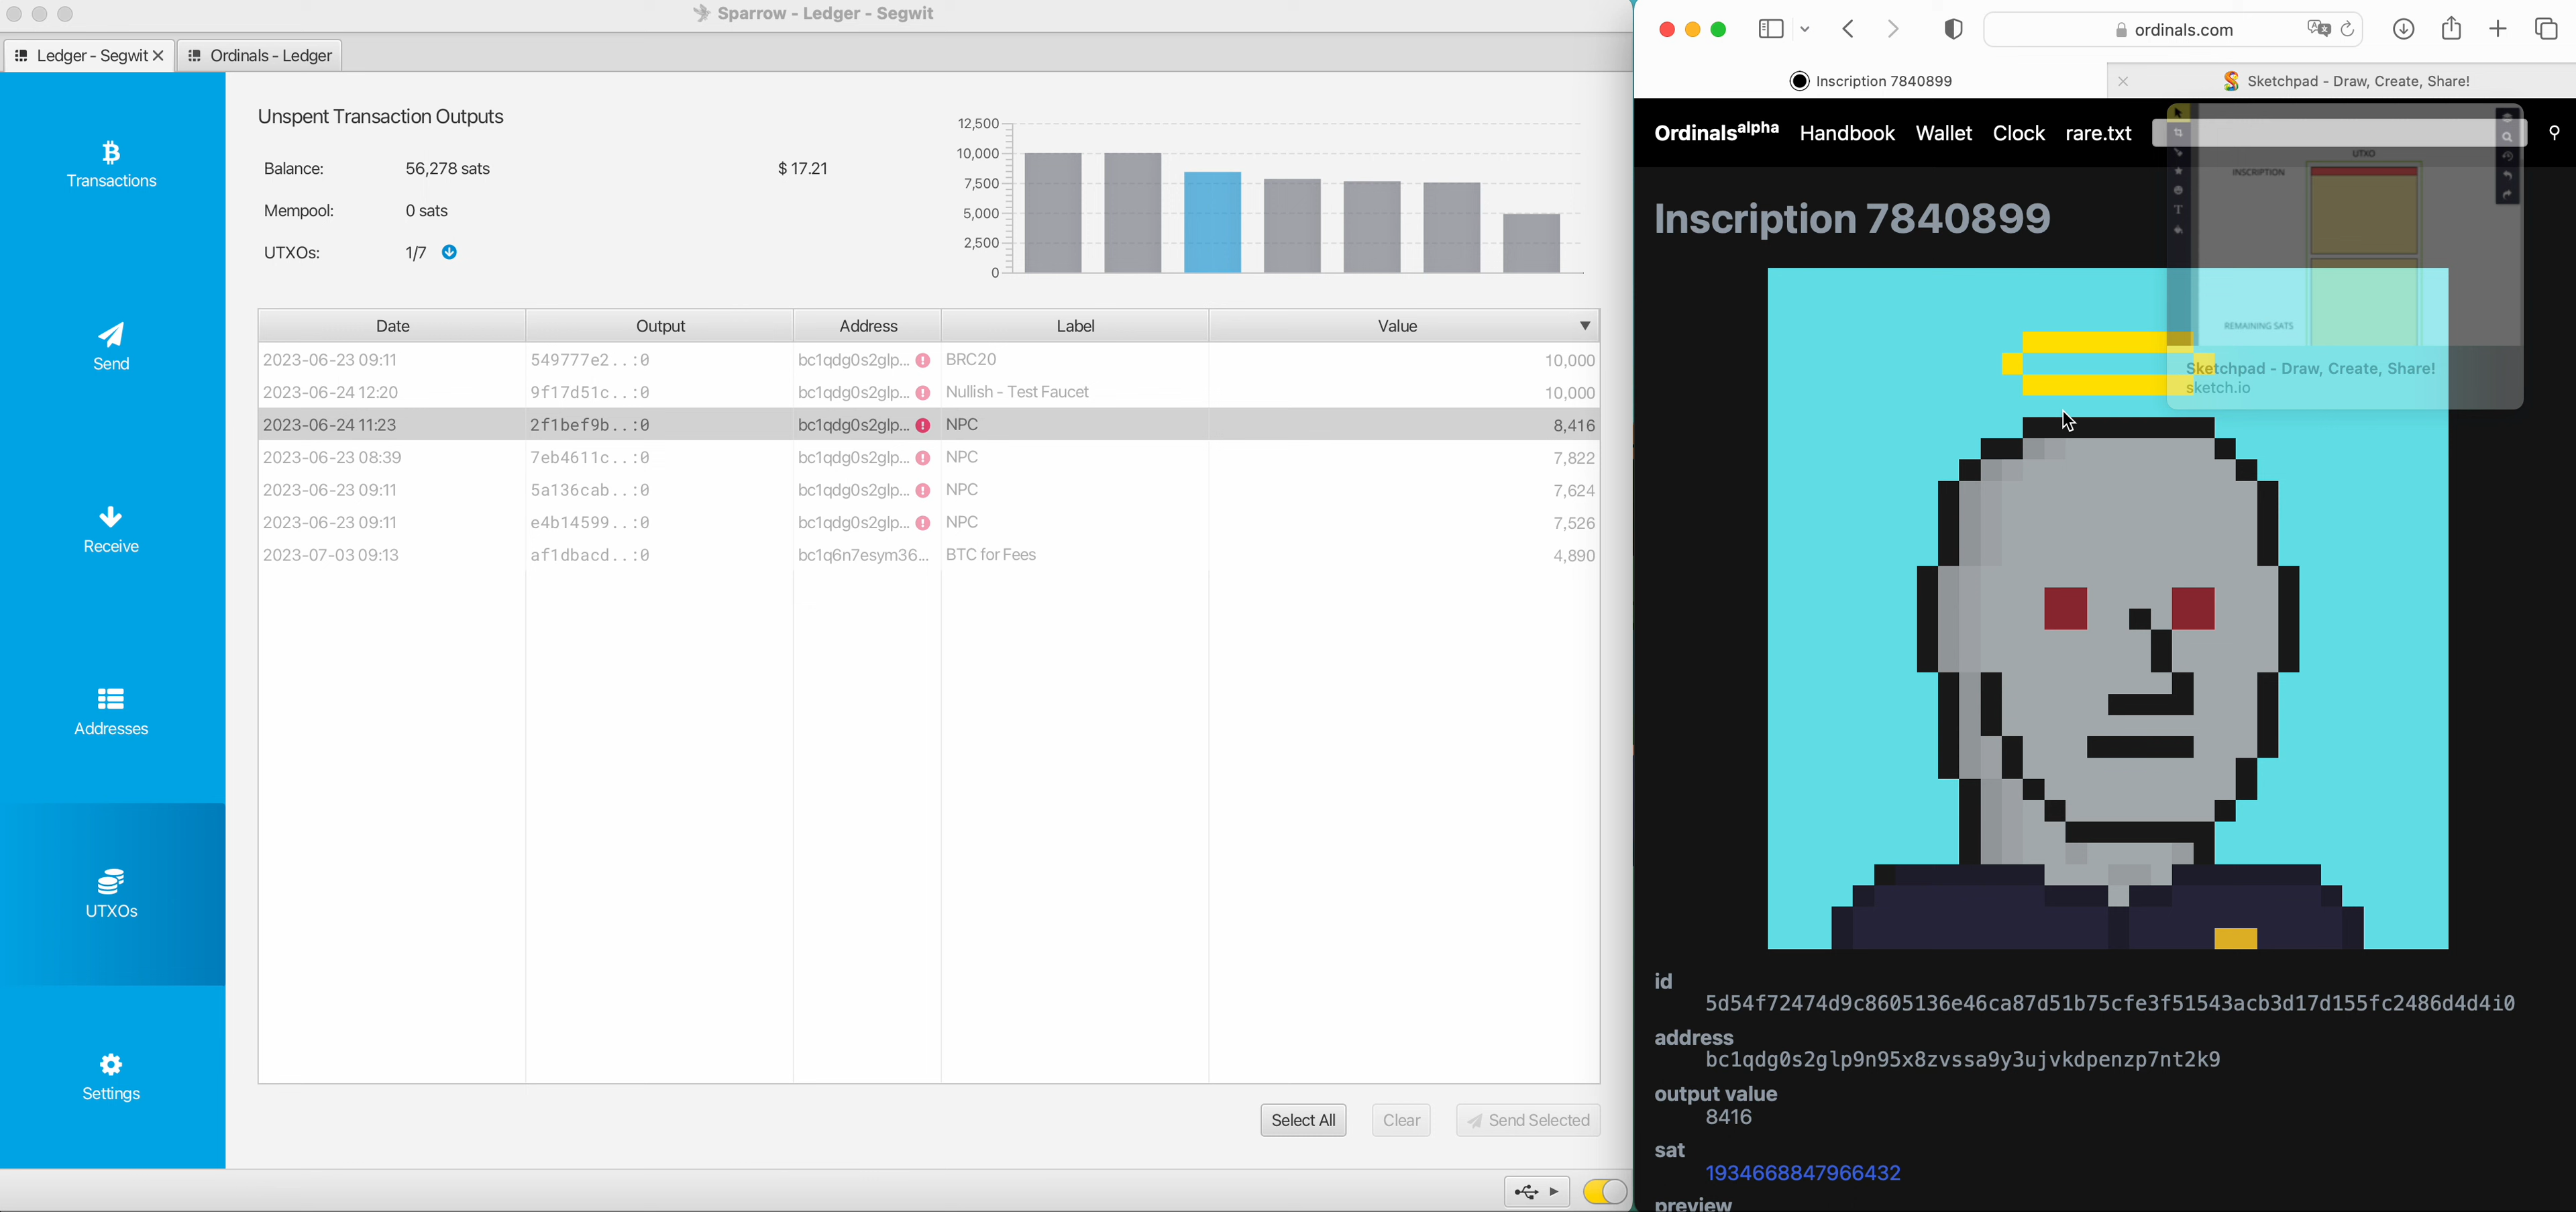 Sparrow - Ledger - Segwit
Ledger - Segwit
Ordinals - Ledger
Transactions
Send
Receive
Addresses
UTXOs
Settings
Unspent Transaction Outputs
Balance: 56,278 sats $ 17.21
Mempool: 0 sats
UTXOs: 1/7
12,500
10,000
7,500
5,000
2,500
0
Date Output Address Label Value
2023-06-23 09:11 549777e2..:0 bc1qdg0s2glp... BRC20 10,000
2023-06-24 12:20 9f17d51c..:0 bc1qdg0s2glp... Nullish - Test Faucet 10,000
2023-06-24 11:23 2f1bef9b..:0 bc1qdg0s2glp... NPC 8,416
2023-06-23 08:39 7eb4611c..:0 bc1qdg0s2glp... NPC 7,822
2023-06-23 09:11 5a136cab..:0 bc1qdg0s2glp... NPC 7,624
2023-06-23 09:11 e4b14599..:0 bc1qdg0s2glp... NPC 7,526
2023-07-03 09:13 af1dbacd..:0 bc1q6n7esym36... BTC for Fees 4,890
Select All
Clear
Send Selected
ordinals.com
Inscription 7840899
Sketchpad - Draw, Create, Share!
Ordinalsalpha Handbook Wallet Clock rare.txt
UTXO
INSCRIPTION
REMAINING SATS
Sketchpad - Draw, Create, Share!
sketch.io
Inscription 7840899
id
5d54f72474d9c8605136e46ca87d51b75cfe3f51543acb3d17d155fc2486d4d4i0
address
bc1qdg0s2glp9n95x8zvssa9y3ujvkdpenzp7nt2k9
output value
8416
sat
1934668847966432
preview